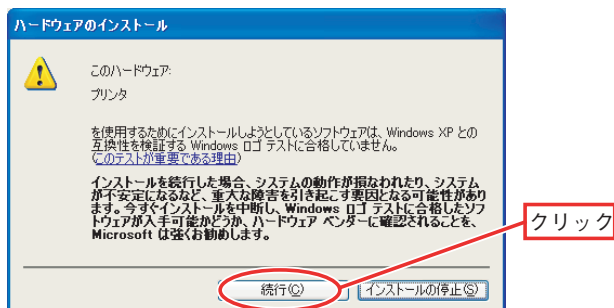 ハードウェアのインストール
このハードウェア:
プリンタ
を使用するためにインストールしようとしているソフトウェアは、Windows XP との
互換性を検証する Windows ロゴ テストに合格していません。
(このテストが重要である理由)
インストールを続行した場合、システムの動作が損なわれたり、システム
が不安定になるなど、重大な障害を引き起こす要因となる可能性があり
ます。今すぐインストールを中断し、Windows ロゴ テストに合格したソフ
トウェアが入手可能かどうか、ハードウェア ベンダーに確認されることを、
Microsoft は強くお勧めします。
クリック
続行(C)
インストールの停止(S)